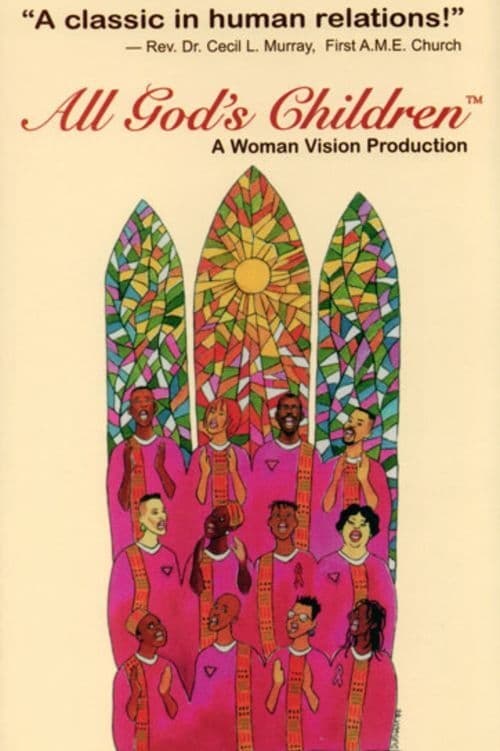 “A classic in human relations!”
— Rev. Dr. Cecil L. Murray, First A.M.E. Church
All God's Children™
A Woman Vision Production